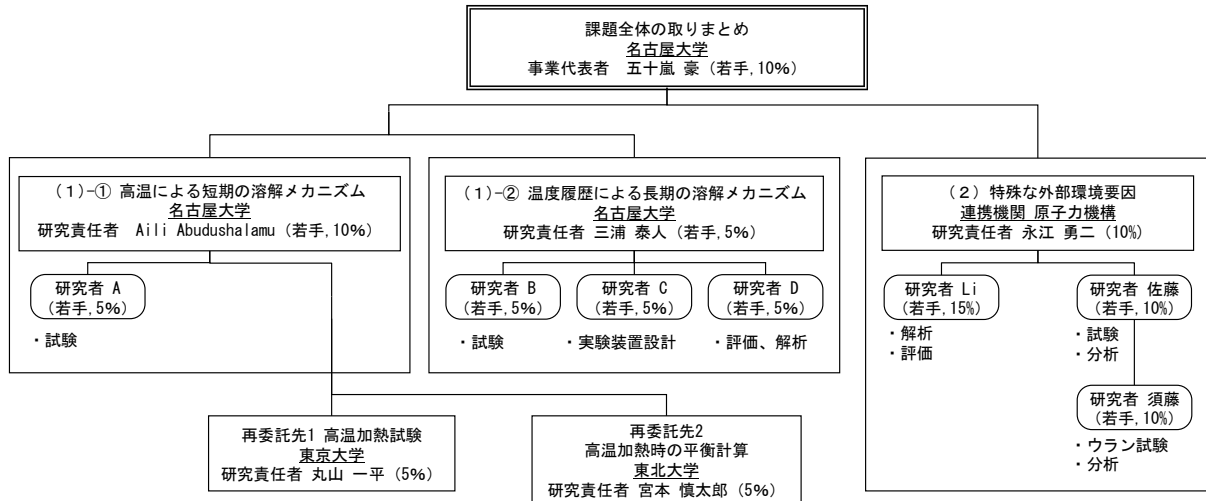 課題全体の取りまとめ
名古屋大学
事業代表者 五十嵐 豪(若手,10%)
(1)-① 高温による短期の溶解メカニズム
名古屋大学
研究責任者 Aili Abudushalamu(若手,10%)
研究者 A
(若手,5%)
・試験
(1)-② 温度履歴による長期の溶解メカニズム
名古屋大学
研究責任者 三浦 泰人(若手,5%)
研究者 B
(若手,5%)
・試験
研究者 C
(若手,5%)
・実験装置設計
研究者 D
(若手,5%)
・評価、解析
(2)特殊な外部環境要因
連携機関 原子力機構
研究責任者 永江 勇二(10%)
研究者 Li
(若手,15%)
・解析
・評価
研究者 佐藤
(若手,10%)
・試験
・分析
研究者 須藤
(若手,10%)
・ウラン試験
・分析
再委託先1 高温加熱試験
東京大学
研究責任者 丸山 一平(5%)
再委託先2
高温加熱時の平衡計算
東北大学
研究責任者 宮本 慎太郎(5%)